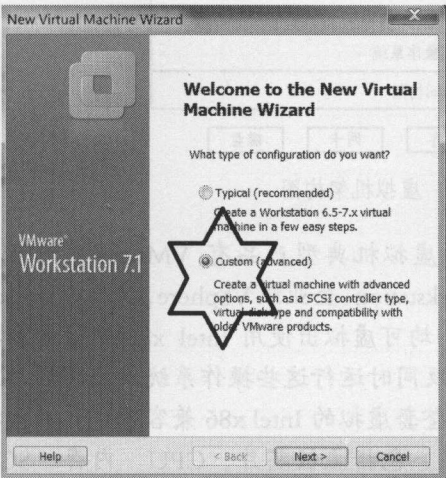 New Virtual Machine Wizard
Welcome to the New Virtual
Machine Wizard
What type of configuration do you want?
Typical (recommended)
Create a Workstation 6.5-7.x virtual
machine in a few easy steps.
Custom (advanced)
Create a virtual machine with advanced
options, such as a SCSI controller type,
virtual disk type and compatibility with
older VMware products.
VMware®
Workstation 7.1
Help
< Back
Next >
Cancel